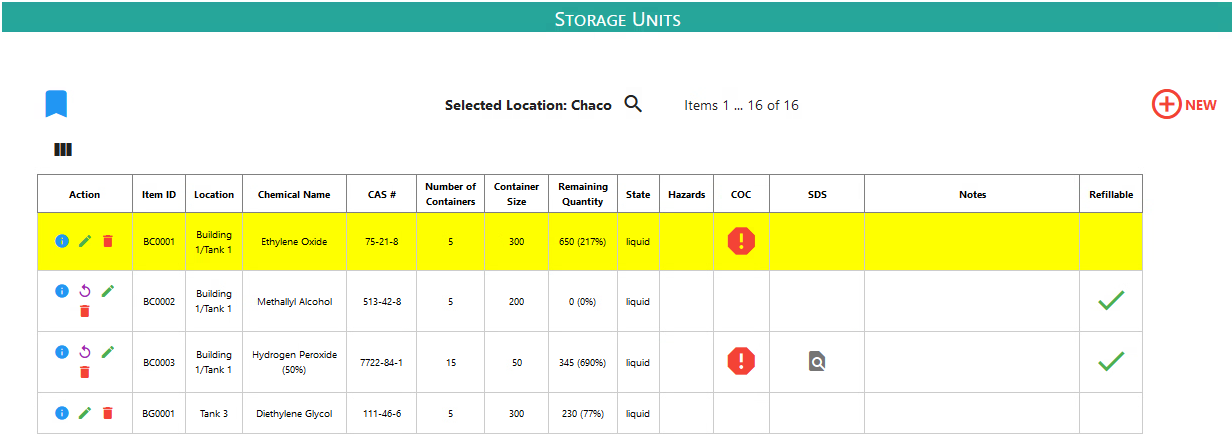 STORAGE UNITS
Selected Location: Chaco
Items 1 ... 16 of 16
NEW
Action Item ID Location Chemical Name CAS # Number of Containers Container Size Remaining Quantity State Hazards COC SDS Notes Refillable
BC0001 Building 1/Tank 1 Ethylene Oxide 75-21-8 5 300 650 (217%) liquid
BC0002 Building 1/Tank 1 Methallyl Alcohol 513-42-8 5 200 0 (0%) liquid
BC0003 Building 1/Tank 1 Hydrogen Peroxide (50%) 7722-84-1 15 50 345 (690%) liquid
BG0001 Tank 3 Diethylene Glycol 111-46-6 5 300 230 (77%) liquid